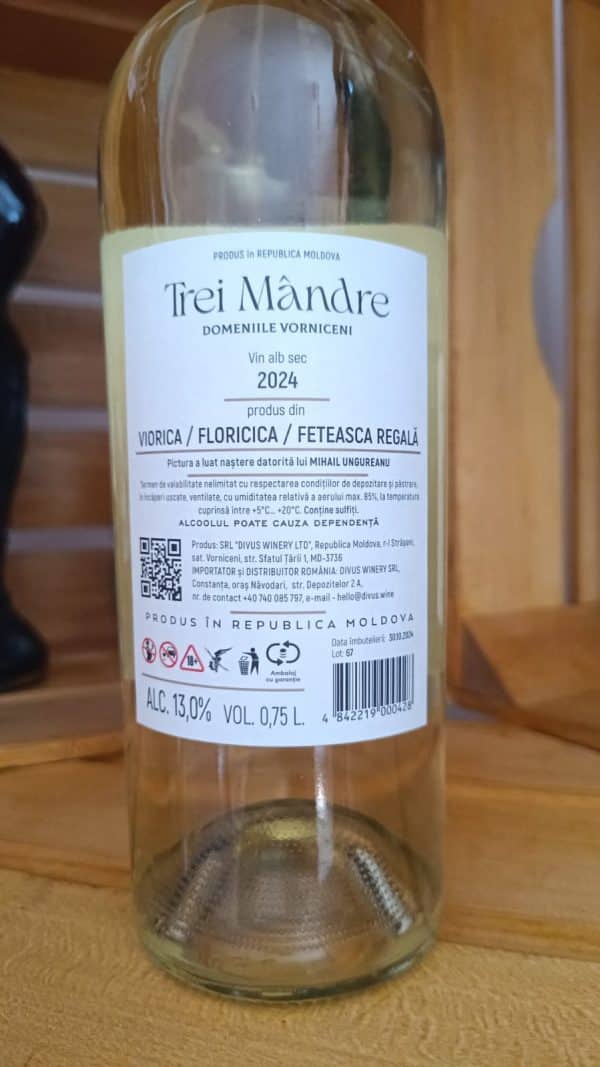 PRODUS în REPUBLICA MOLDOVA
Trei Mândre
DOMENIILE VORNICENI
Vin alb sec
2024
produs din
VIORICA / FLORICICA / FETEASCA REGALĂ
Pictura a luat naștere datorită lui MIHAIL UNGUREANU
Termen de valabilitate nelimitat cu respectarea condițiilor de depozitare și păstrare,
în încăperi uscate, ventilate, cu umiditatea relativă a aerului max. 85%, la temperatura
cuprinsă între +5°C... +20°C. Conține sulfiți.
ALCOOLUL POATE CAUZA DEPENDENȚĂ
Produs: SRL "DIVUS WINERY LTD", Republica Moldova, r-l Strășeni,
sat. Vorniceni, str. Sfatul Țării 1, MD-3736
IMPORTATOR și DISTRIBUITOR ROMÂNIA: DIVUS WINERY SRL,
Constanța, oraș Năvodari, str. Depozitelor 2 A,
nr. de contact +40 740 085 797, e-mail - hello@divus.wine
PRODUS ÎN REPUBLICA MOLDOVA
Data îmbutelierii: 30.10.2024
Lot: 67
18+
Ambalaj
cu garanție
ALC. 13,0% VOL. 0,75 L.
4 842219 000428